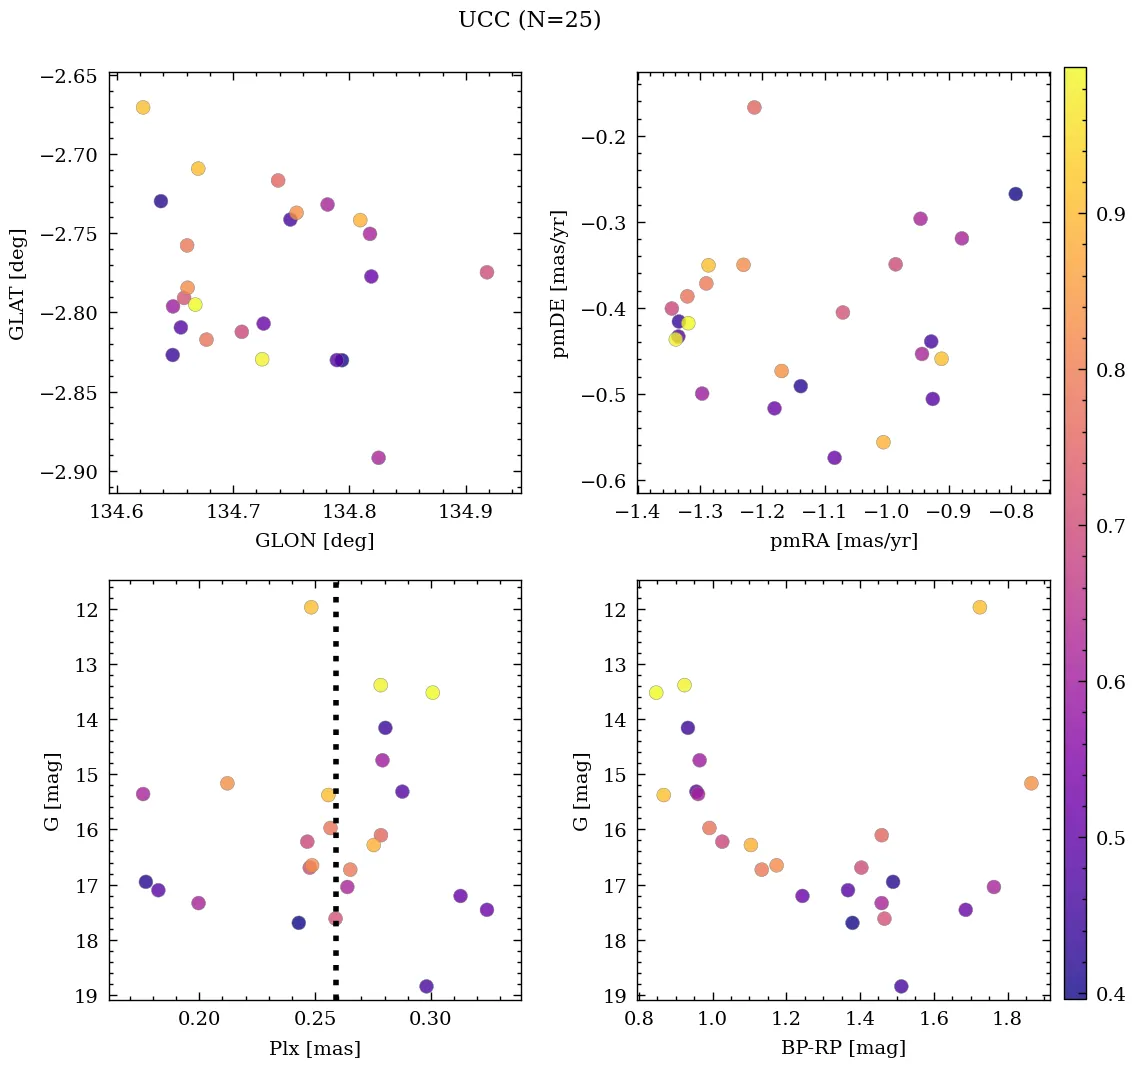 UCC (N=25)
−2.65
−2.70
−2.75
−2.80
−2.85
−2.90
GLAT [deg]
134.6 134.7 134.8 134.9
GLON [deg]
−0.2
−0.3
−0.4
−0.5
−0.6
pmDE [mas/yr]
−1.4 −1.3 −1.2 −1.1 −1.0 −0.9 −0.8
pmRA [mas/yr]
12
13
14
15
16
17
18
19
G [mag]
0.20 0.25 0.30
Plx [mas]
12
13
14
15
16
17
18
19
G [mag]
0.8 1.0 1.2 1.4 1.6 1.8
BP-RP [mag]
0.9
0.8
0.7
0.6
0.5
0.4